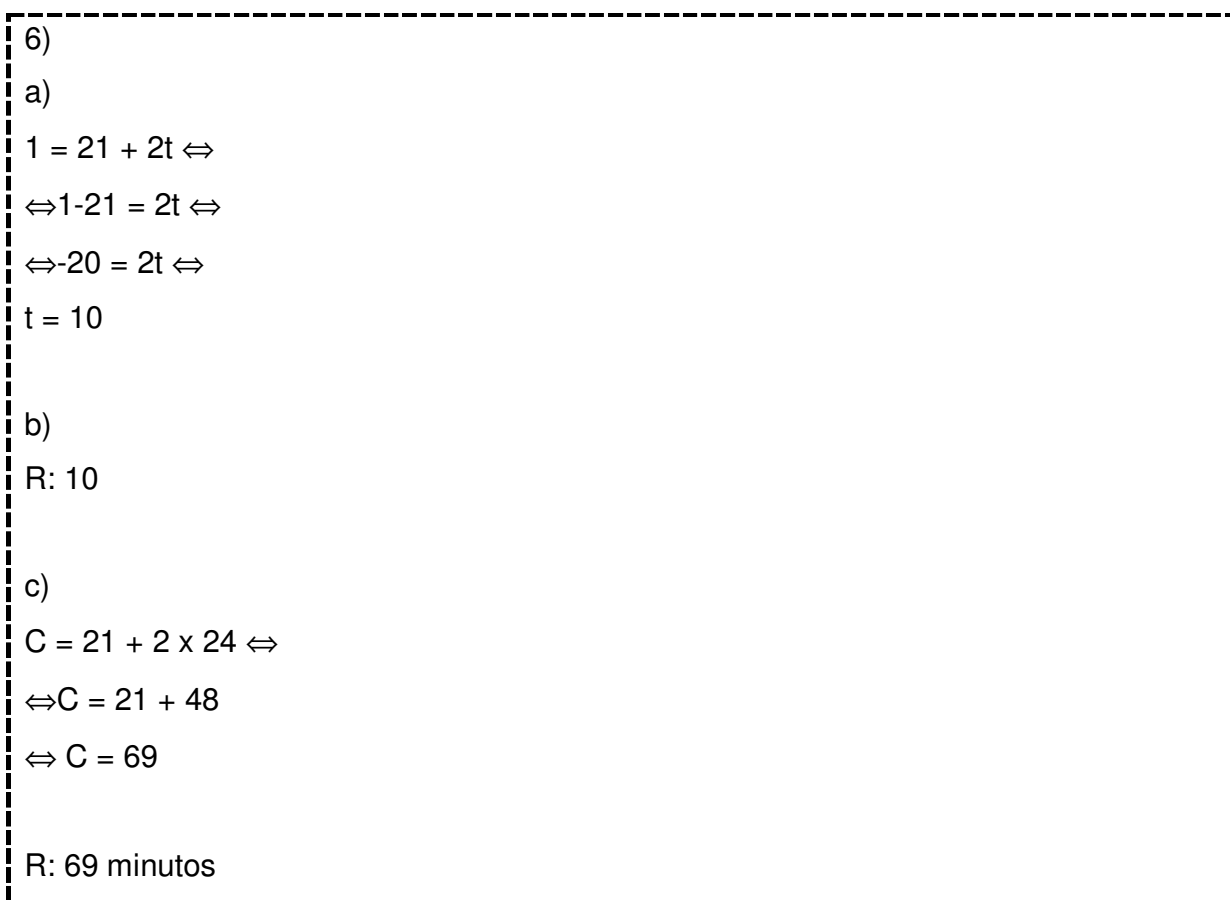 6)
a)
1 = 21 + 2t ⇔
⇔1-21 = 2t ⇔
⇔-20 = 2t ⇔
t = 10
b)
R: 10
c)
C = 21 + 2 x 24 ⇔
⇔C = 21 + 48
⇔ C = 69
R: 69 minutos